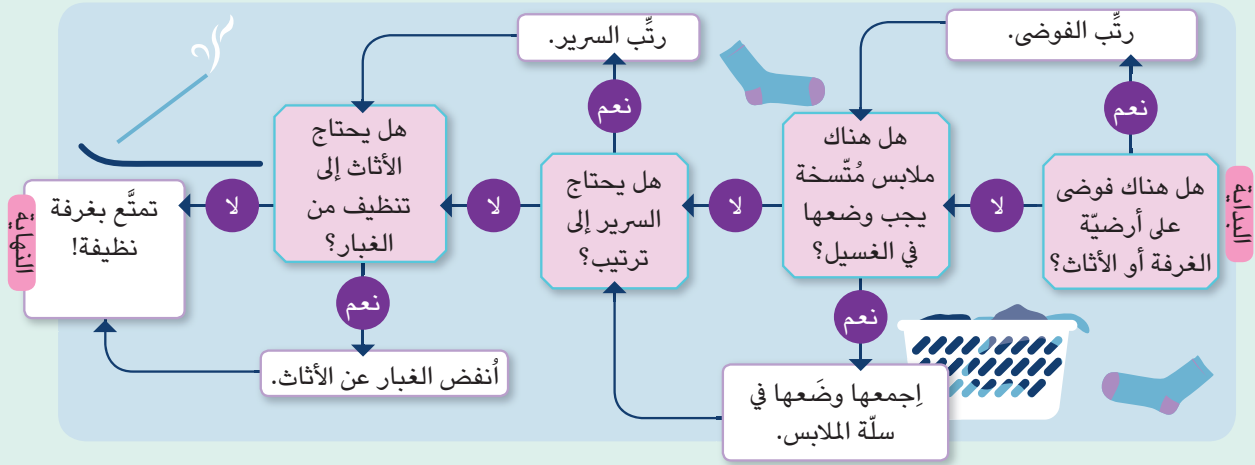 البداية
هل هناك فوضى
على أرضيّة
الغرفة أو الأثاث؟
نعم
رتِّب الفوضى.
لا
هل هناك
ملابس مُتّسخة
يجب وضعها
في الغسيل؟
نعم
اِجمعها وضَعها في
سلّة الملابس.
لا
هل يحتاج
السرير إلى
ترتيب؟
نعم
رتِّب السرير.
لا
هل يحتاج
الأثاث إلى
تنظيف من
الغبار؟
نعم
اُنفض الغبار عن الأثاث.
لا
تمتَّع بغرفة
نظيفة!
النهاية